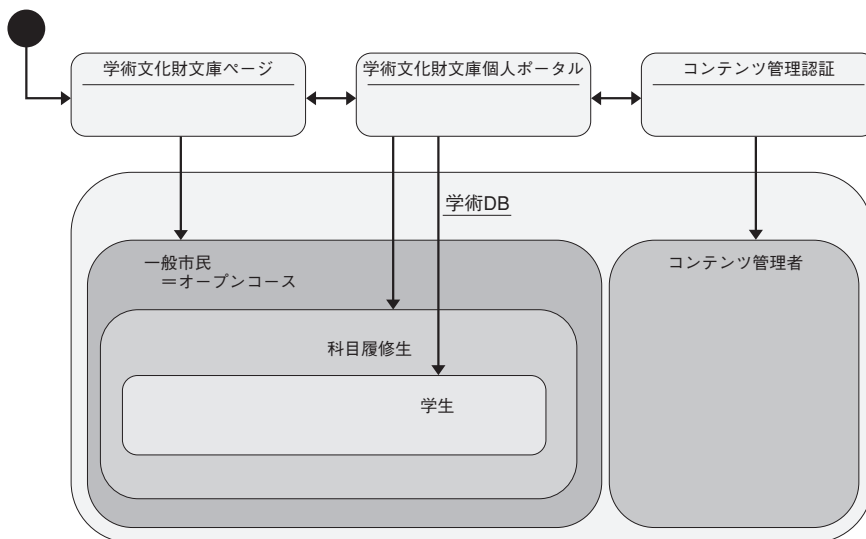 学術文化財文庫ページ
学術文化財文庫個人ポータル
コンテンツ管理認証
学術DB
一般市民
＝オープンコース
コンテンツ管理者
科目履修生
学生